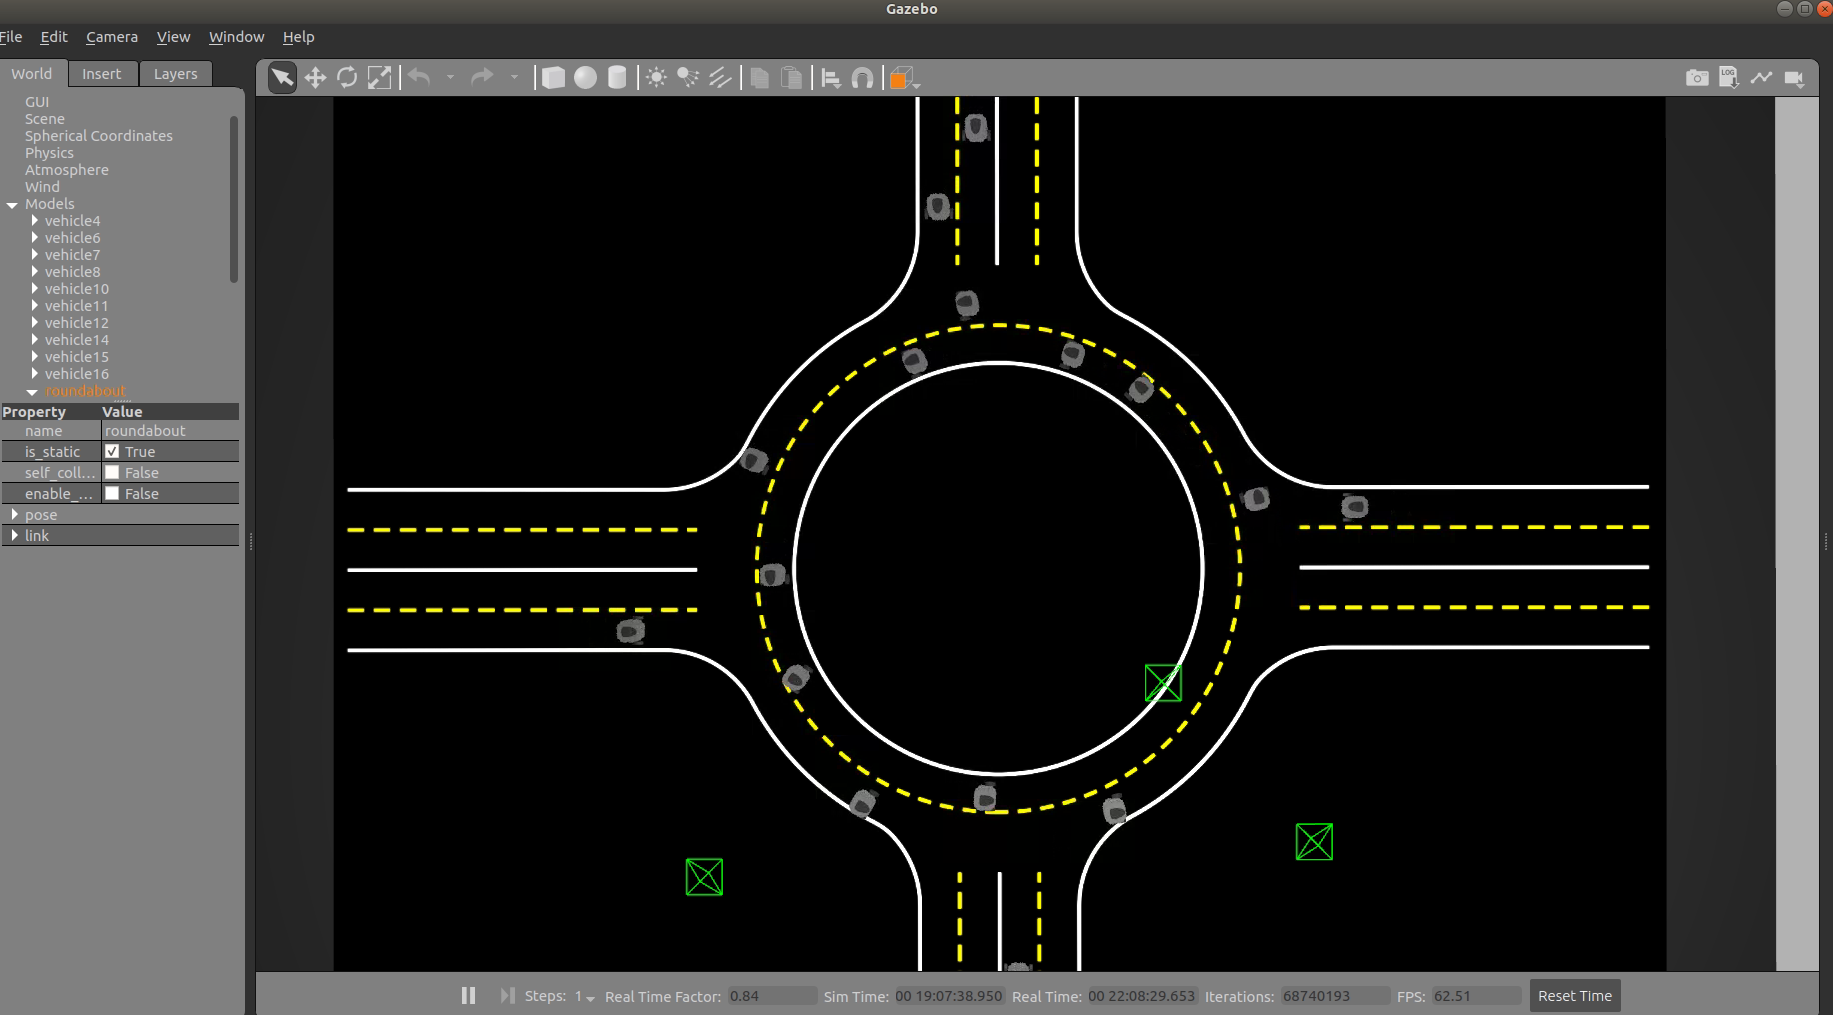 Gazebo
File Edit Camera View Window Help
World Insert Layers
GUI
Scene
Spherical Coordinates
Physics
Atmosphere
Wind
Models
vehicle4
vehicle6
vehicle7
vehicle8
vehicle10
vehicle11
vehicle12
vehicle14
vehicle15
vehicle16
roundabout
Property Value
name roundabout
is_static True
self_coll... False
enable_... False
pose
link
LOG
Steps: 1 Real Time Factor: 0.84 Sim Time: 00 19:07:38.950 Real Time: 00 22:08:29.653 Iterations: 68740193 FPS: 62.51 Reset Time